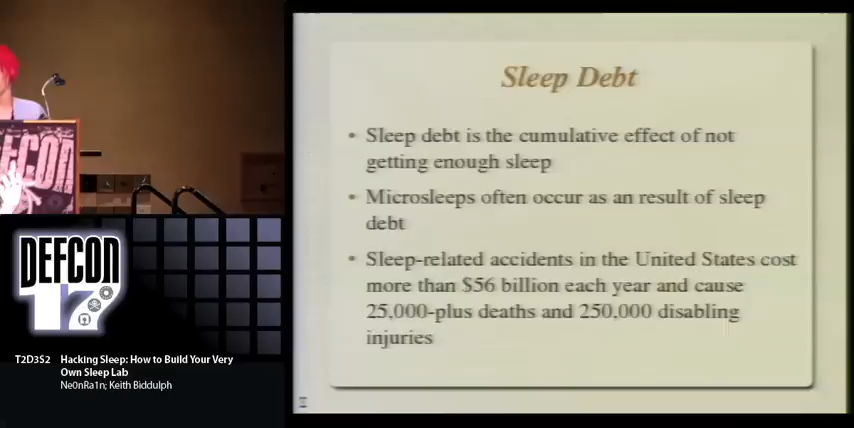 Sleep Debt
• Sleep debt is the cumulative effect of not
getting enough sleep
• Microsleeps often occur as an result of sleep
debt
• Sleep-related accidents in the United States cost
more than $56 billion each year and cause
25,000-plus deaths and 250,000 disabling
injuries
EFCON
DEFCON
17
T2D3S2 Hacking Sleep: How to Build Your Very
Own Sleep Lab
Ne0nRa1n; Keith Biddulph